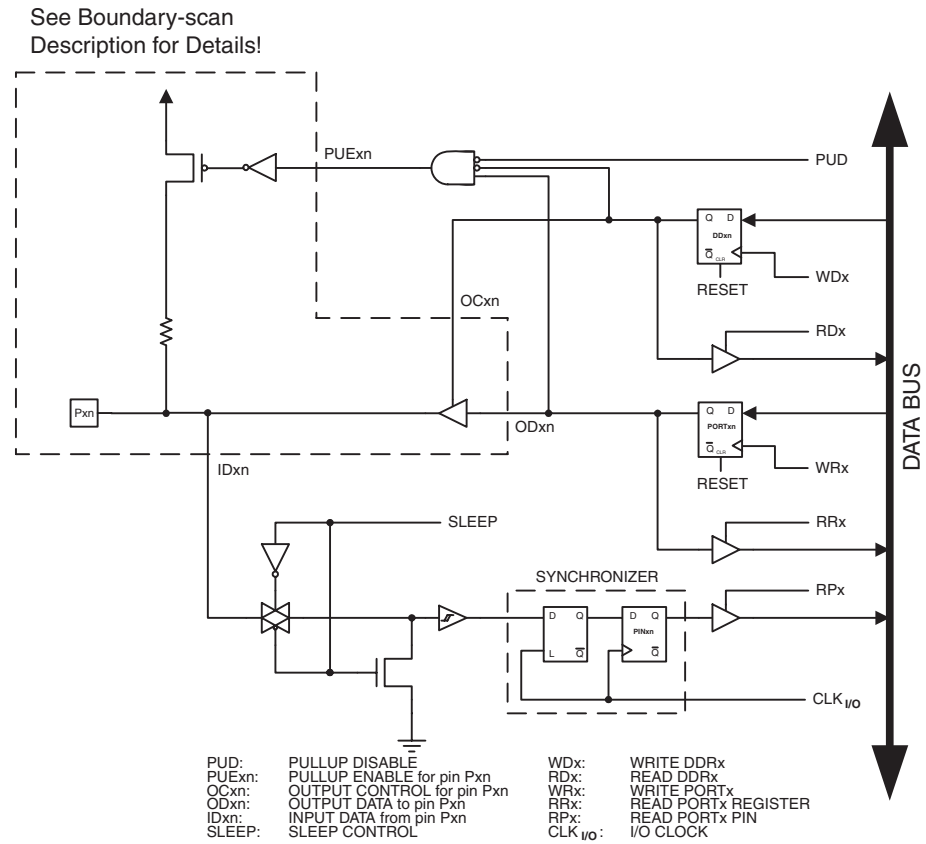 See Boundary-scan
Description for Details!
PUExn
PUD
Q D
DDxn
Q
CLR
WDx
RESET
OCxn
RDx
DATA BUS
Pxn
ODxn
Q D
PORTxn
Q
CLR
WRx
RESET
IDxn
SLEEP
RRx
SYNCHRONIZER
RPx
D Q
L Q
D Q
PINxn
Q
CLK I/O
PUD: PULLUP DISABLE
PUExn: PULLUP ENABLE for pin Pxn
OCxn: OUTPUT CONTROL for pin Pxn
ODxn: OUTPUT DATA to pin Pxn
IDxn: INPUT DATA from pin Pxn
SLEEP: SLEEP CONTROL
WDx: WRITE DDRx
RDx: READ DDRx
WRx: WRITE PORTx
RRx: READ PORTx REGISTER
RPx: READ PORTx PIN
CLK I/O: I/O CLOCK